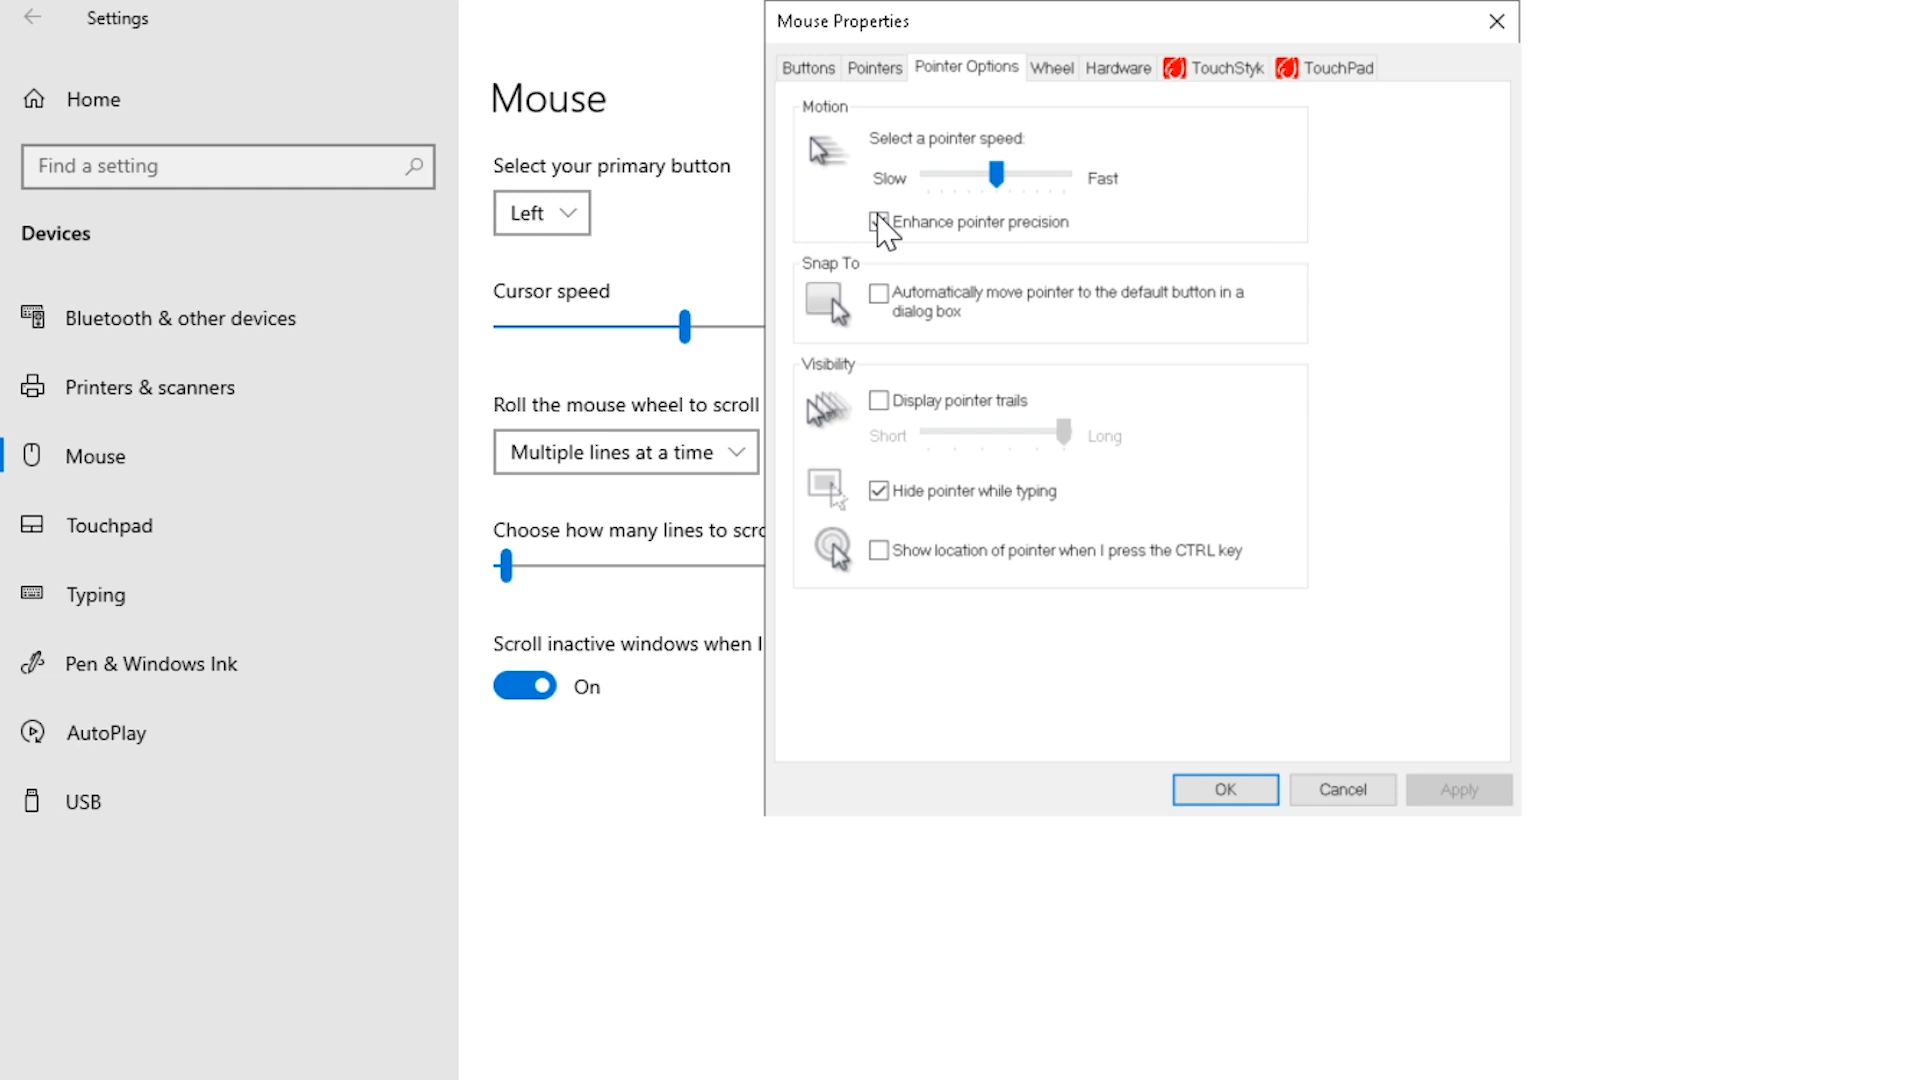 Settings
Home
Find a setting
Devices
Bluetooth & other devices
Printers & scanners
Mouse
Touchpad
Typing
Pen & Windows Ink
AutoPlay
USB
Mouse
Select your primary button
Left
Cursor speed
Roll the mouse wheel to scroll
Multiple lines at a time
Choose how many lines to scro
Scroll inactive windows when I
On
Mouse Properties
Buttons Pointers Pointer Options Wheel Hardware TouchStyk TouchPad
Motion
Select a pointer speed:
Slow Fast
Enhance pointer precision
Snap To
Automatically move pointer to the default button in a
dialog box
Visibility
Display pointer trails
Short Long
Hide pointer while typing
Show location of pointer when I press the CTRL key
OK Cancel Apply